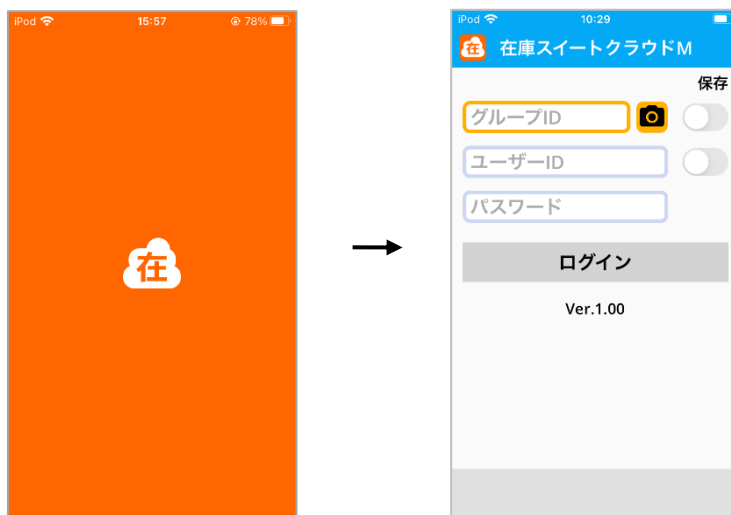 iPod 15:57 78%
在
iPod 10:29
在 在庫スイートクラウドM
保存
グループID
ユーザーID
パスワード
ログイン
Ver.1.00